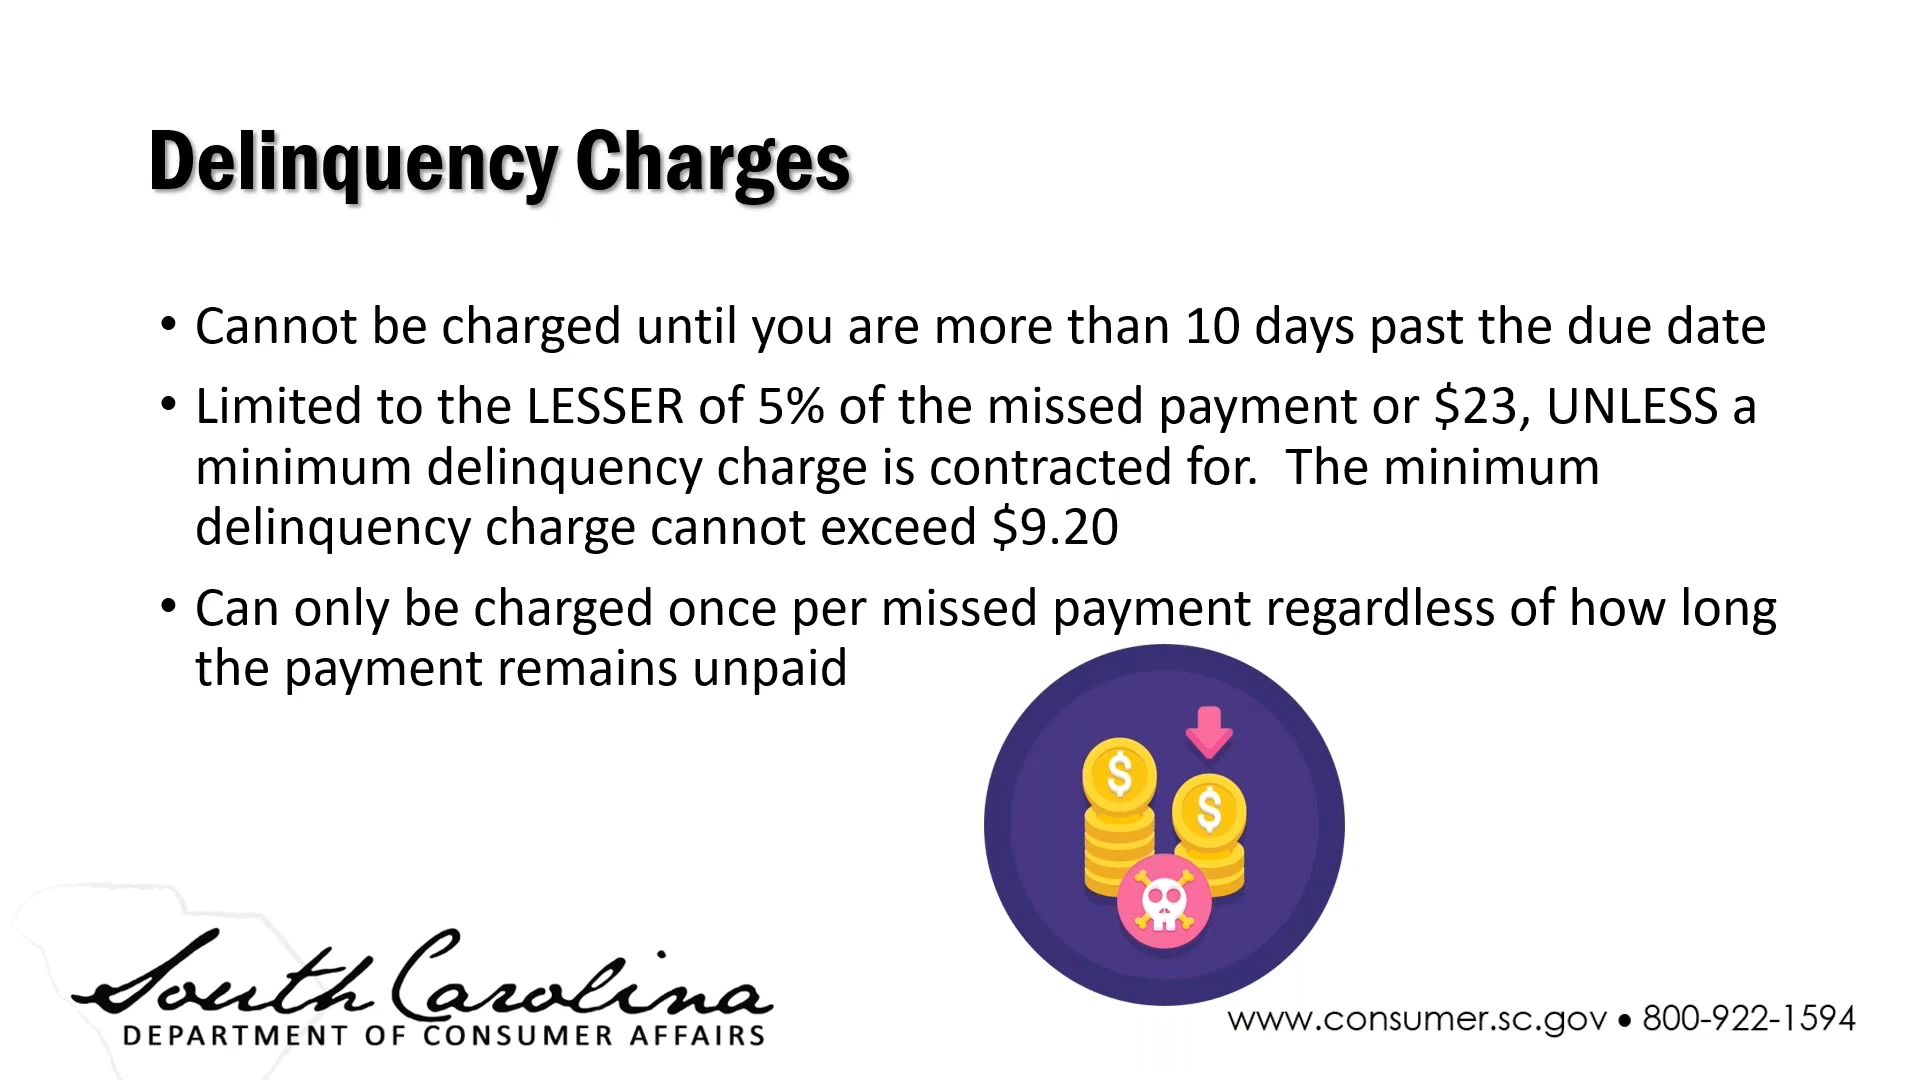 Delinquency Charges
• Cannot be charged until you are more than 10 days past the due date
• Limited to the LESSER of 5% of the missed payment or $23, UNLESS a
minimum delinquency charge is contracted for.  The minimum
delinquency charge cannot exceed $9.20
• Can only be charged once per missed payment regardless of how long
the payment remains unpaid
$
$
South Carolina
DEPARTMENT OF CONSUMER AFFAIRS
www.consumer.sc.gov • 800-922-1594